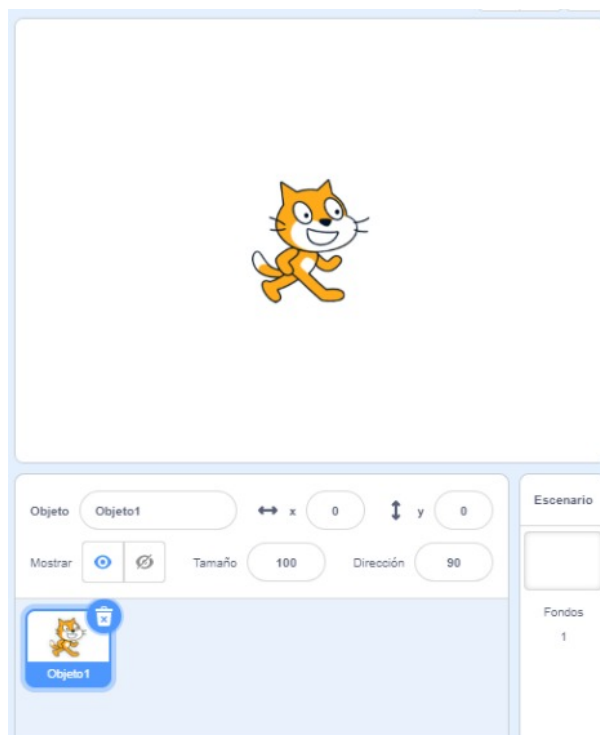 Objeto Objeto1 x 0 y 0
Mostrar Tamaño 100 Dirección 90
Objeto1
Escenario
Fondos
1